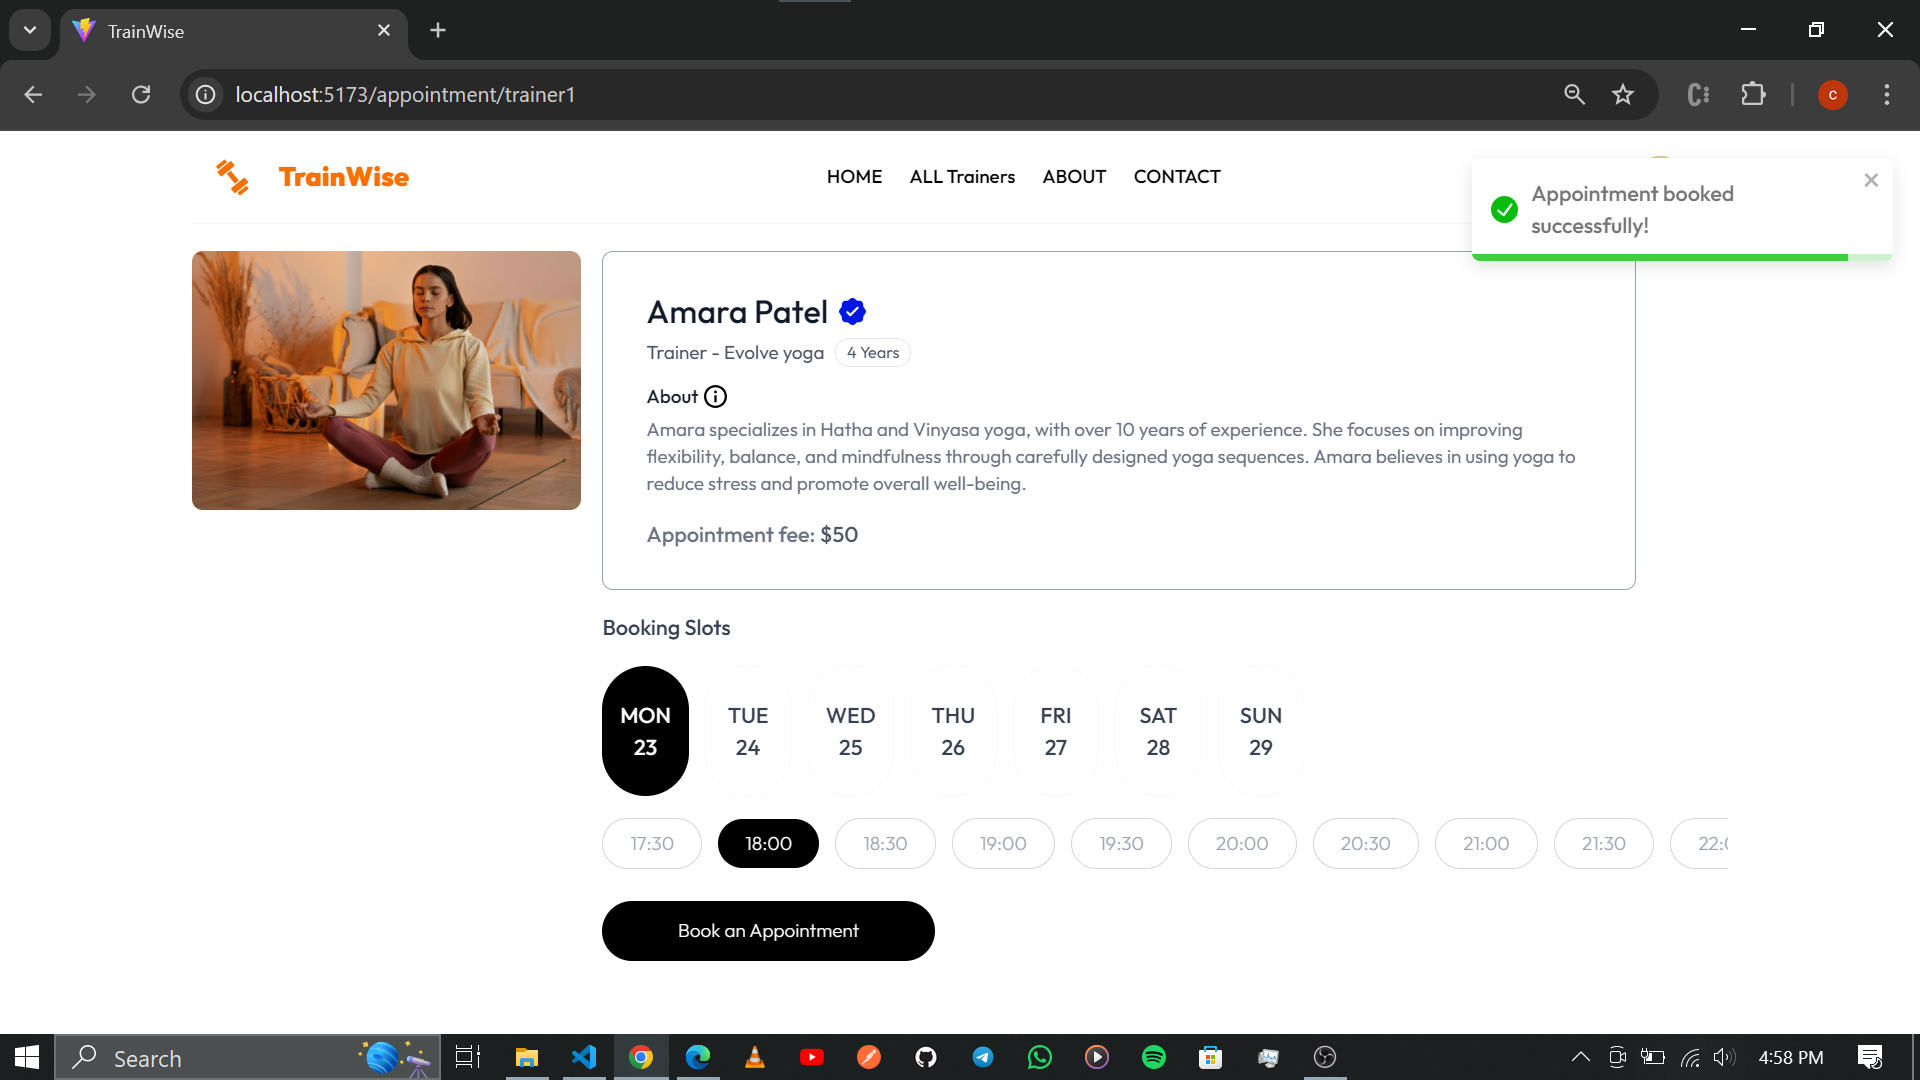 TrainWise
localhost:5173/appointment/trainer1
C
TrainWise
HOME
ALL Trainers
ABOUT
CONTACT
Appointment booked
successfully!
Amara Patel
Trainer - Evolve yoga
4 Years
About
Amara specializes in Hatha and Vinyasa yoga, with over 10 years of experience. She focuses on improving
flexibility, balance, and mindfulness through carefully designed yoga sequences. Amara believes in using yoga to
reduce stress and promote overall well-being.
Appointment fee: $50
Booking Slots
MON
23
TUE
24
WED
25
THU
26
FRI
27
SAT
28
SUN
29
17:30
18:00
18:30
19:00
19:30
20:00
20:30
21:00
21:30
Book an Appointment
Search
4:58 PM